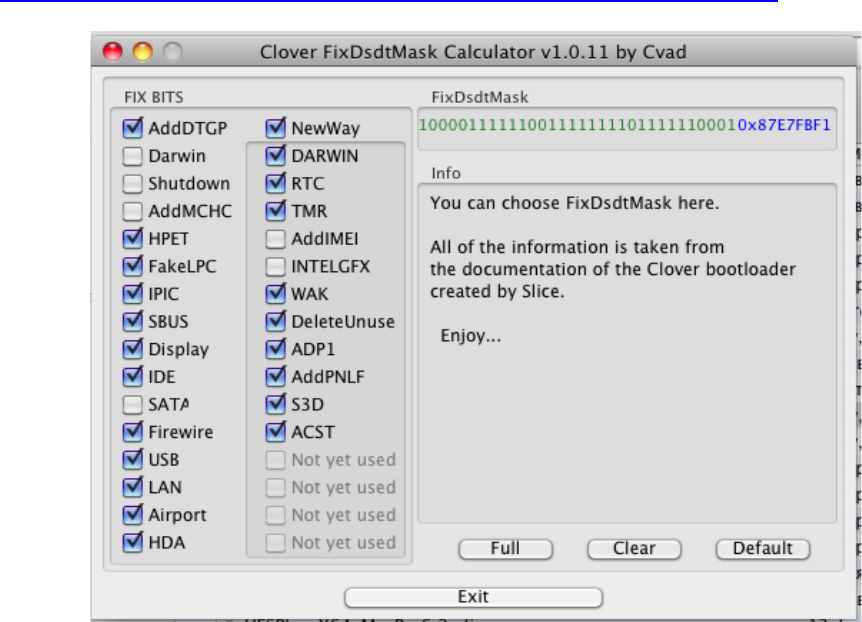 Clover FixDsdtMask Calculator v1.0.11 by Cvad
FIX BITS
AddDTGP
Darwin
Shutdown
AddMCHC
HPET
FakeLPC
IPIC
SBUS
Display
IDE
SATA
Firewire
USB
LAN
Airport
HDA
NewWay
DARWIN
RTC
TMR
AddIMEI
INTELGFX
WAK
DeleteUnuse
ADP1
AddPNLF
S3D
ACST
Not yet used
Not yet used
Not yet used
Not yet used
FixDsdtMask
10000111111001111111101111110001 0x87E7FBF1
Info
You can choose FixDsdtMask here.
All of the information is taken from
the documentation of the Clover bootloader
created by Slice.
Enjoy...
Full
Clear
Default
Exit